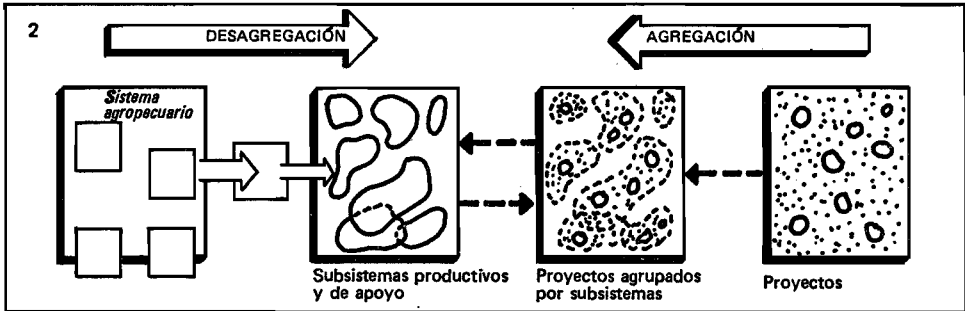 2
DESAGREGACIÓN
AGREGACIÓN
Sistema
agropecuario
Subsistemas productivos
y de apoyo
Proyectos agrupados
por subsistemas
Proyectos